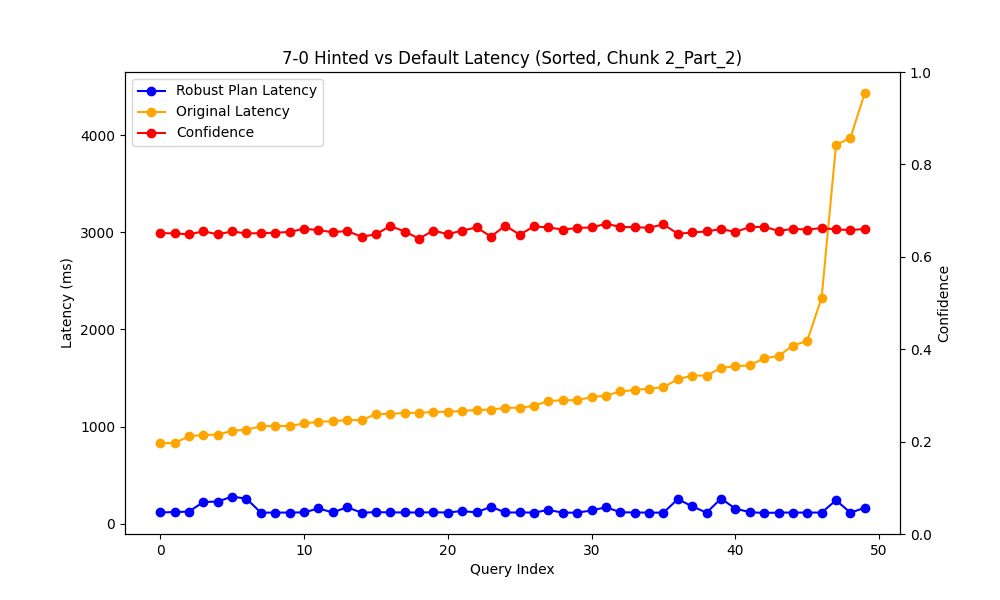 7-0 Hinted vs Default Latency (Sorted, Chunk 2_Part_2)
Robust Plan Latency
Original Latency
Confidence
Latency (ms)
4000
3000
2000
1000
0
1.0
0.8
0.6
0.4
0.2
0.0
Confidence
0 10 20 30 40 50
Query Index